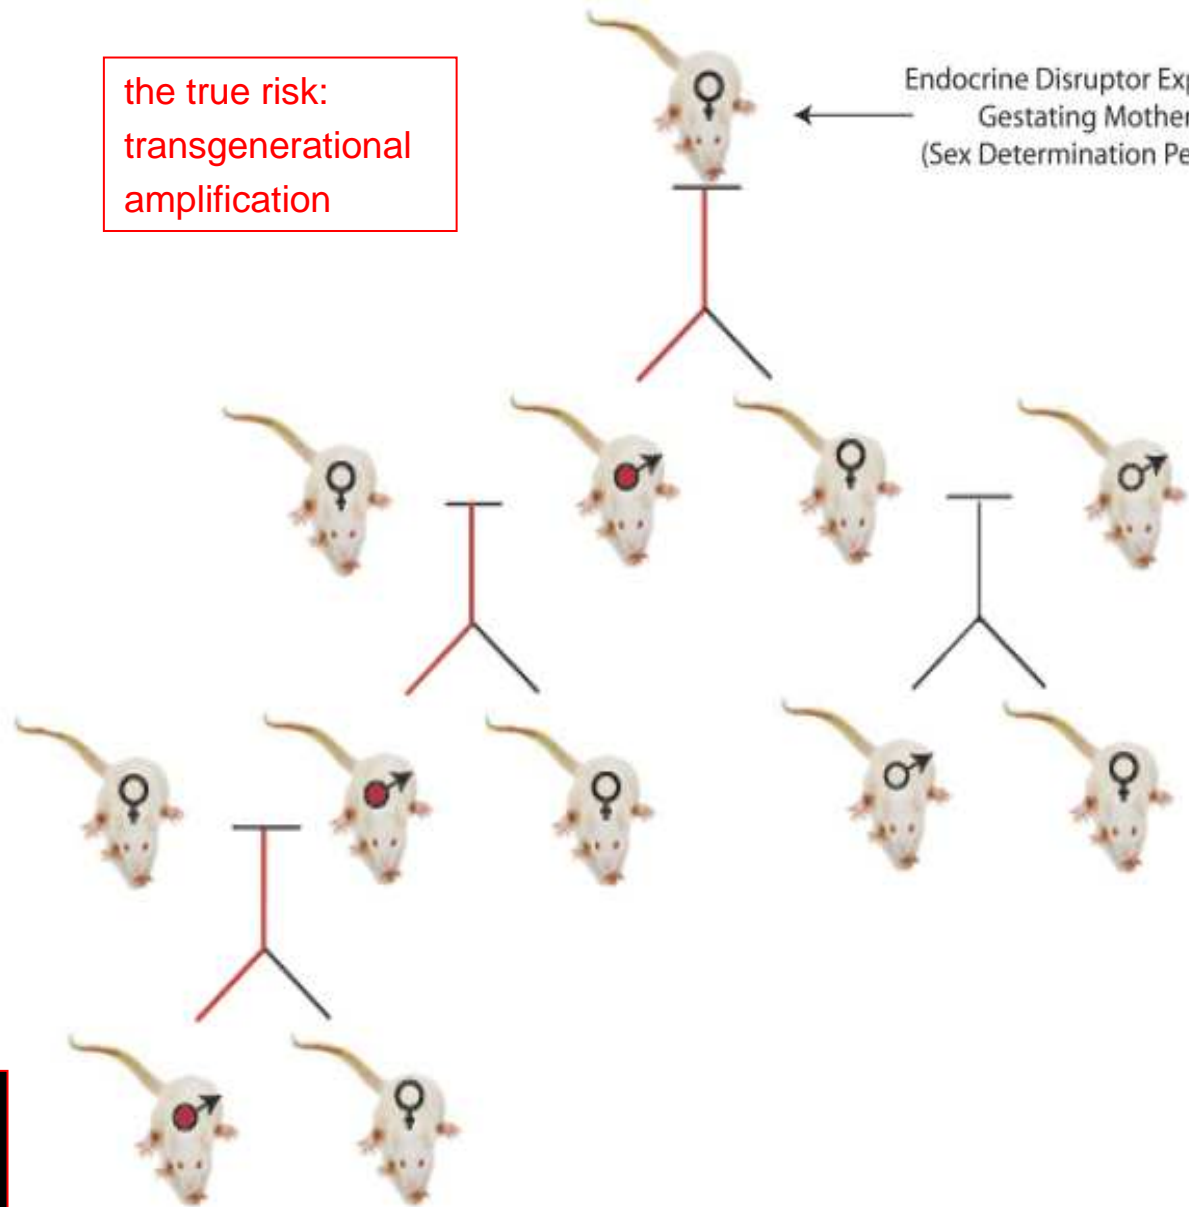 the true risk:
transgenerational
amplification
Endocrine Disruptor Exp
Gestating Mother
(Sex Determination Pe